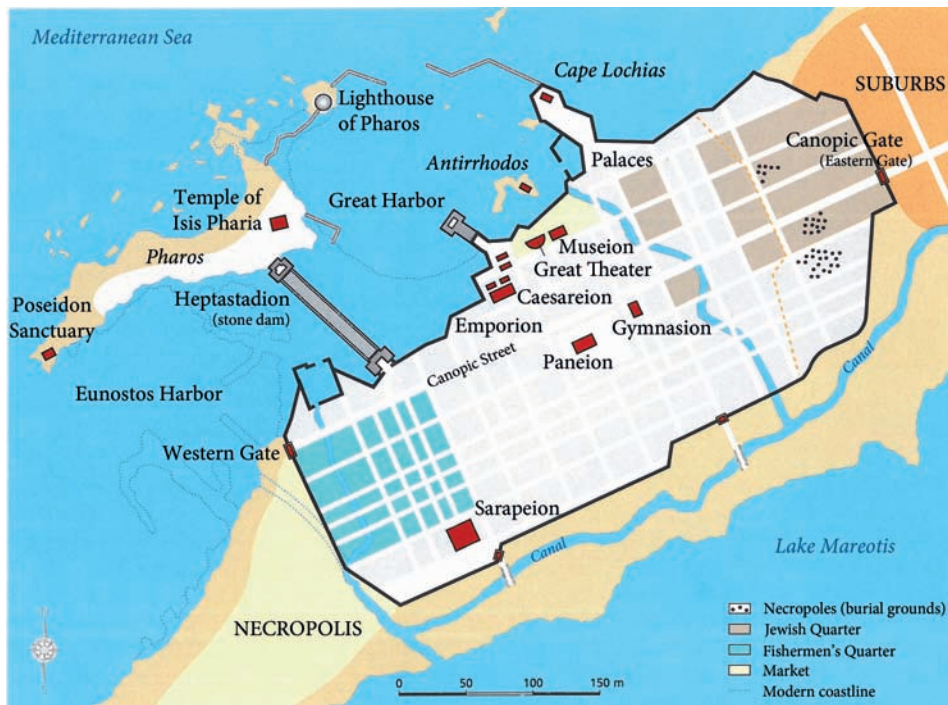 Mediterranean Sea
Cape Lochias
SUBURBS
Lighthouse
of Pharos
Canopic Gate
(Eastern Gate)
Antirrhodos
Palaces
Temple of
Isis Pharia
Great Harbor
Museion
Great Theater
Pharos
Heptastadion
(stone dam)
Caesareion
Poseidon
Sanctuary
Emporion
Gymnasion
Paneion
Canopic Street
Canal
Eunostos Harbor
Western Gate
Sarapeion
Canal
Lake Mareotis
NECROPOLIS
Necropoles (burial grounds)
Jewish Quarter
Fishermen's Quarter
Market
Modern coastline
0 50 100 150 m